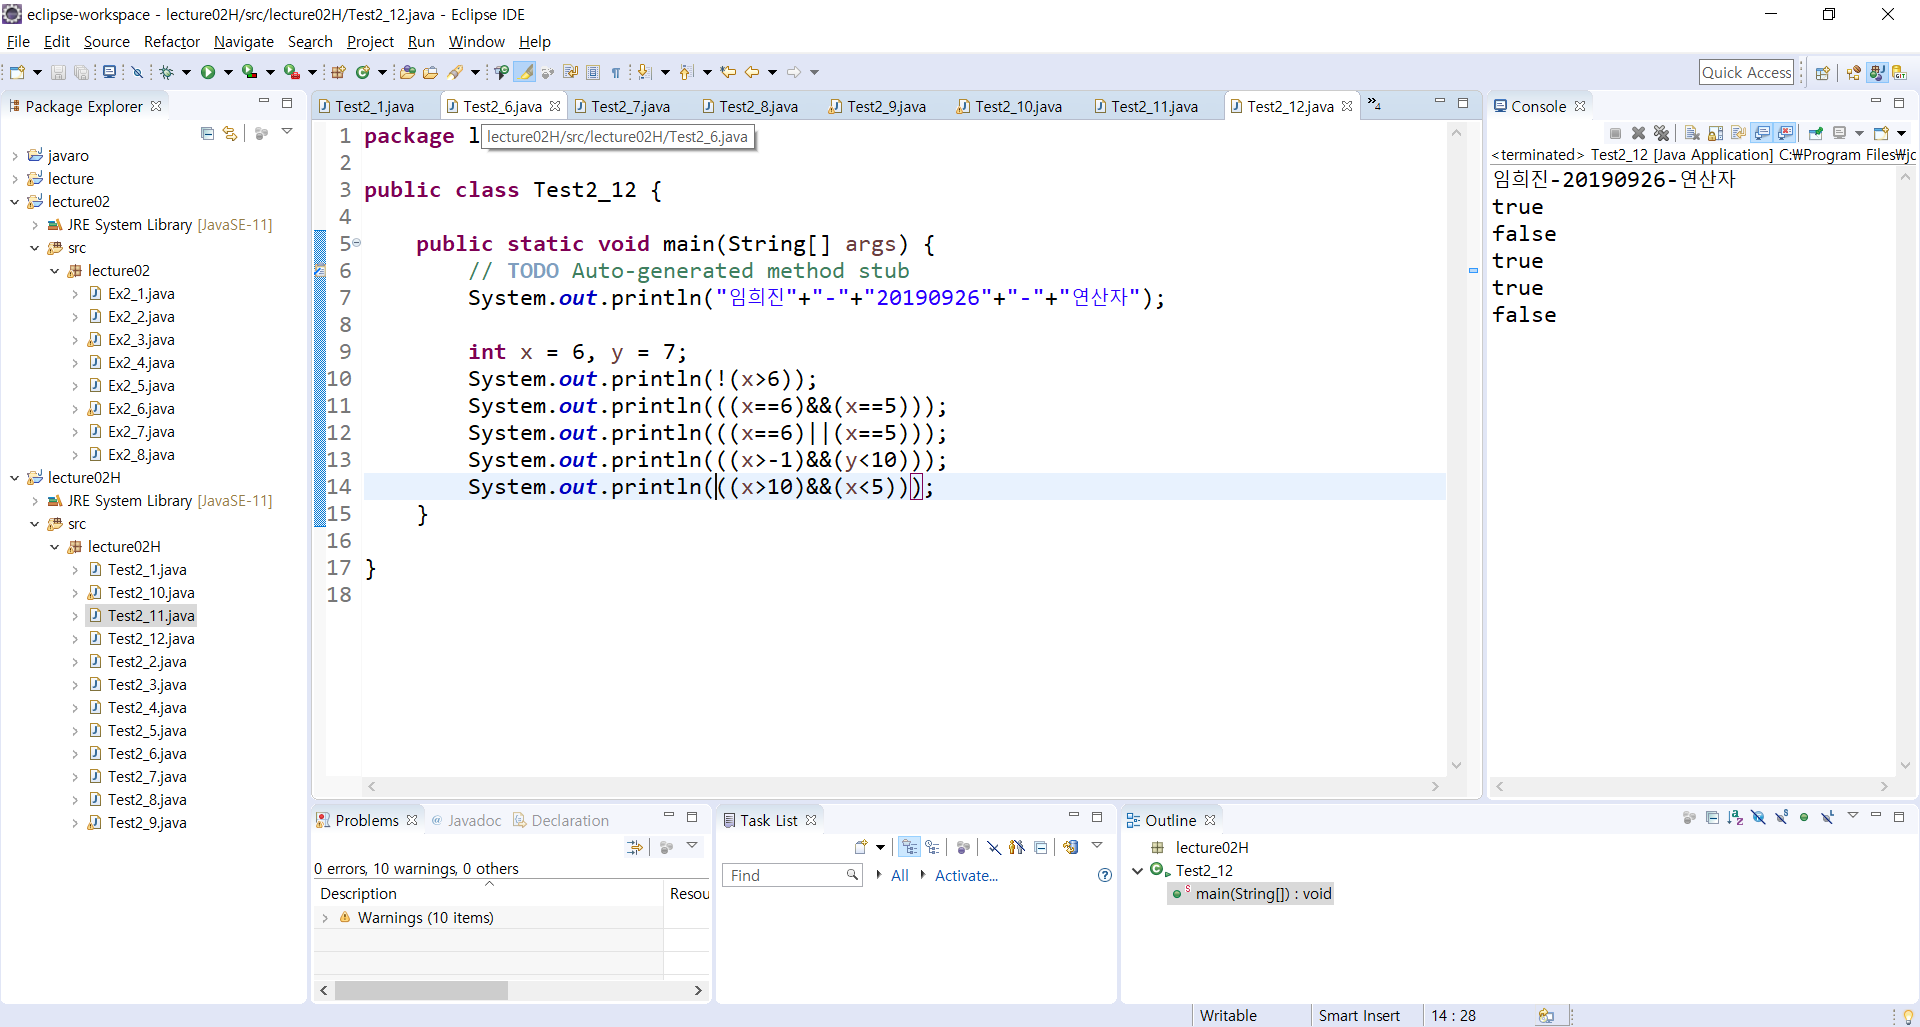 eclipse-workspace - lecture02H/src/lecture02H/Test2_12.java - Eclipse IDE
File Edit Source Refactor Navigate Search Project Run Window Help
Quick Access
Package Explorer
javaro
lecture
lecture02
JRE System Library [JavaSE-11]
src
lecture02
Ex2_1.java
Ex2_2.java
Ex2_3.java
Ex2_4.java
Ex2_5.java
Ex2_6.java
Ex2_7.java
Ex2_8.java
lecture02H
JRE System Library [JavaSE-11]
src
lecture02H
Test2_1.java
Test2_10.java
Test2_11.java
Test2_12.java
Test2_2.java
Test2_3.java
Test2_4.java
Test2_5.java
Test2_6.java
Test2_7.java
Test2_8.java
Test2_9.java
Test2_1.java Test2_6.java Test2_7.java Test2_8.java Test2_9.java Test2_10.java Test2_11.java Test2_12.java »4
lecture02H/src/lecture02H/Test2_6.java
1 package l
2
3 public class Test2_12 {
4
5 public static void main(String[] args) {
6 // TODO Auto-generated method stub
7 System.out.println("임희진"+"-"+"20190926"+"-"+"연산자");
8
9 int x = 6, y = 7;
10 System.out.println(!(x>6));
11 System.out.println(((x==6)&&(x==5)));
12 System.out.println(((x==6)||(x==5)));
13 System.out.println(((x>-1)&&(y<10)));
14 System.out.println(((x>10)&&(x<5)));
15 }
16
17 }
18
Console
<terminated> Test2_12 [Java Application] C:₩Program Files₩jc
임희진-20190926-연산자
true
false
true
true
false
Problems Javadoc Declaration
0 errors, 10 warnings, 0 others
Description Resou
Warnings (10 items)
Task List
Find All Activate...
Outline
lecture02H
Test2_12
main(String[]) : void
Writable Smart Insert 14 : 28